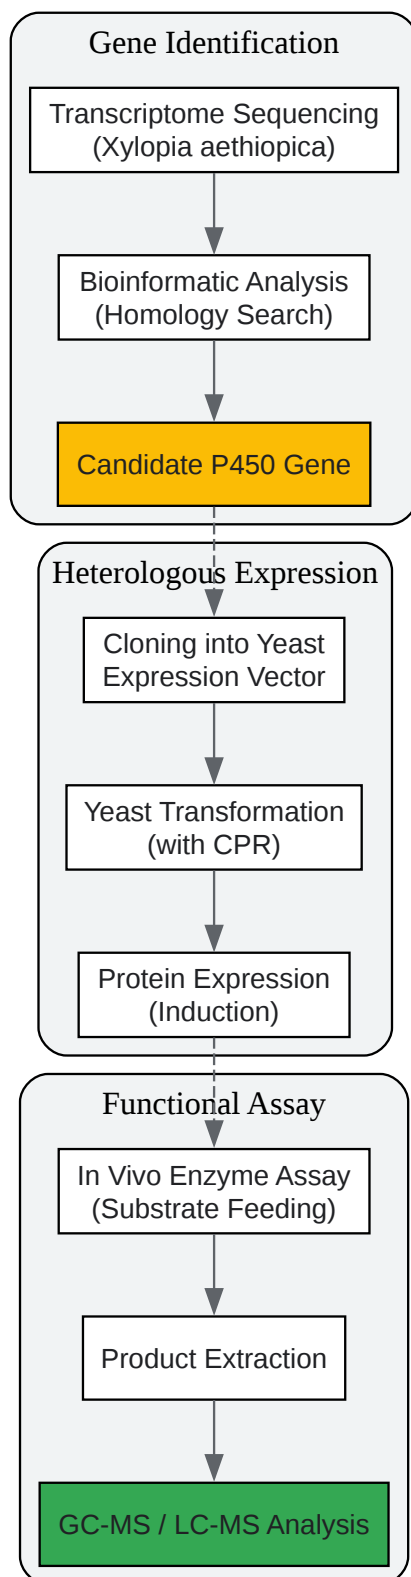 Gene Identification
Transcriptome Sequencing
(Xylopia aethiopica)
Bioinformatic Analysis
(Homology Search)
Candidate P450 Gene
Heterologous Expression
Cloning into Yeast
Expression Vector
Yeast Transformation
(with CPR)
Protein Expression
(Induction)
Functional Assay
In Vivo Enzyme Assay
(Substrate Feeding)
Product Extraction
GC-MS / LC-MS Analysis